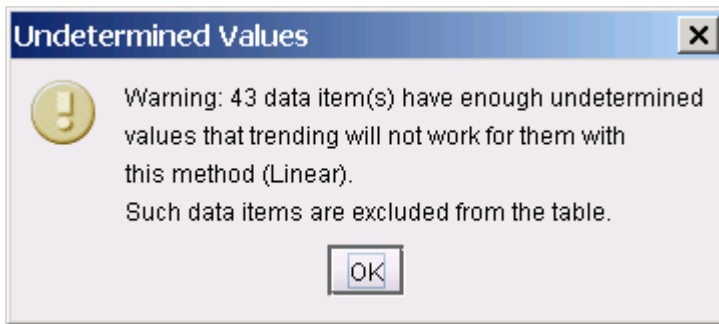 Undetermined Values
Warning: 43 data item(s) have enough undetermined
values that trending will not work for them with
this method (Linear).
Such data items are excluded from the table.
OK